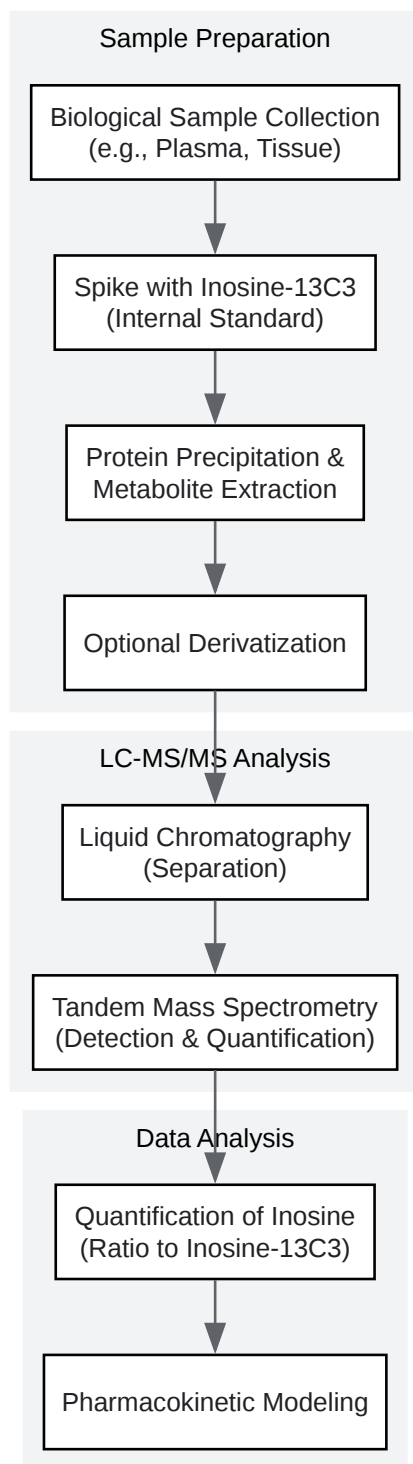 Sample Preparation
Biological Sample Collection
(e.g., Plasma, Tissue)
Spike with Inosine-13C3
(Internal Standard)
Protein Precipitation &
Metabolite Extraction
Optional Derivatization
LC-MS/MS Analysis
Liquid Chromatography
(Separation)
Tandem Mass Spectrometry
(Detection & Quantification)
Data Analysis
Quantification of Inosine
(Ratio to Inosine-13C3)
Pharmacokinetic Modeling